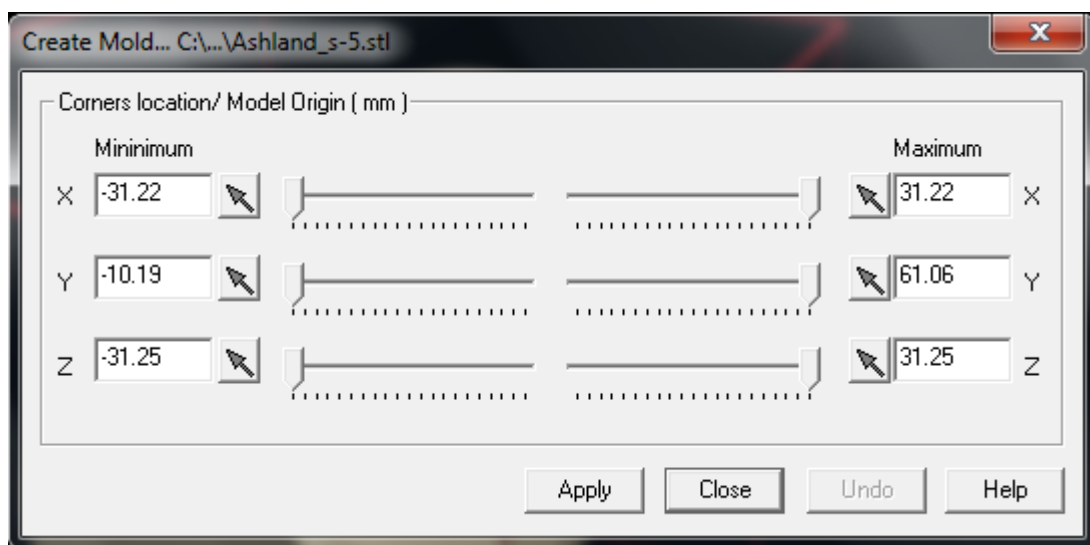 Create Mold... C:\...\Ashland_s-5.stl
Corners location/ Model Origin ( mm )
Mininimum Maximum
X -31.22 31.22 X
Y -10.19 61.06 Y
Z -31.25 31.25 Z
Apply Close Undo Help